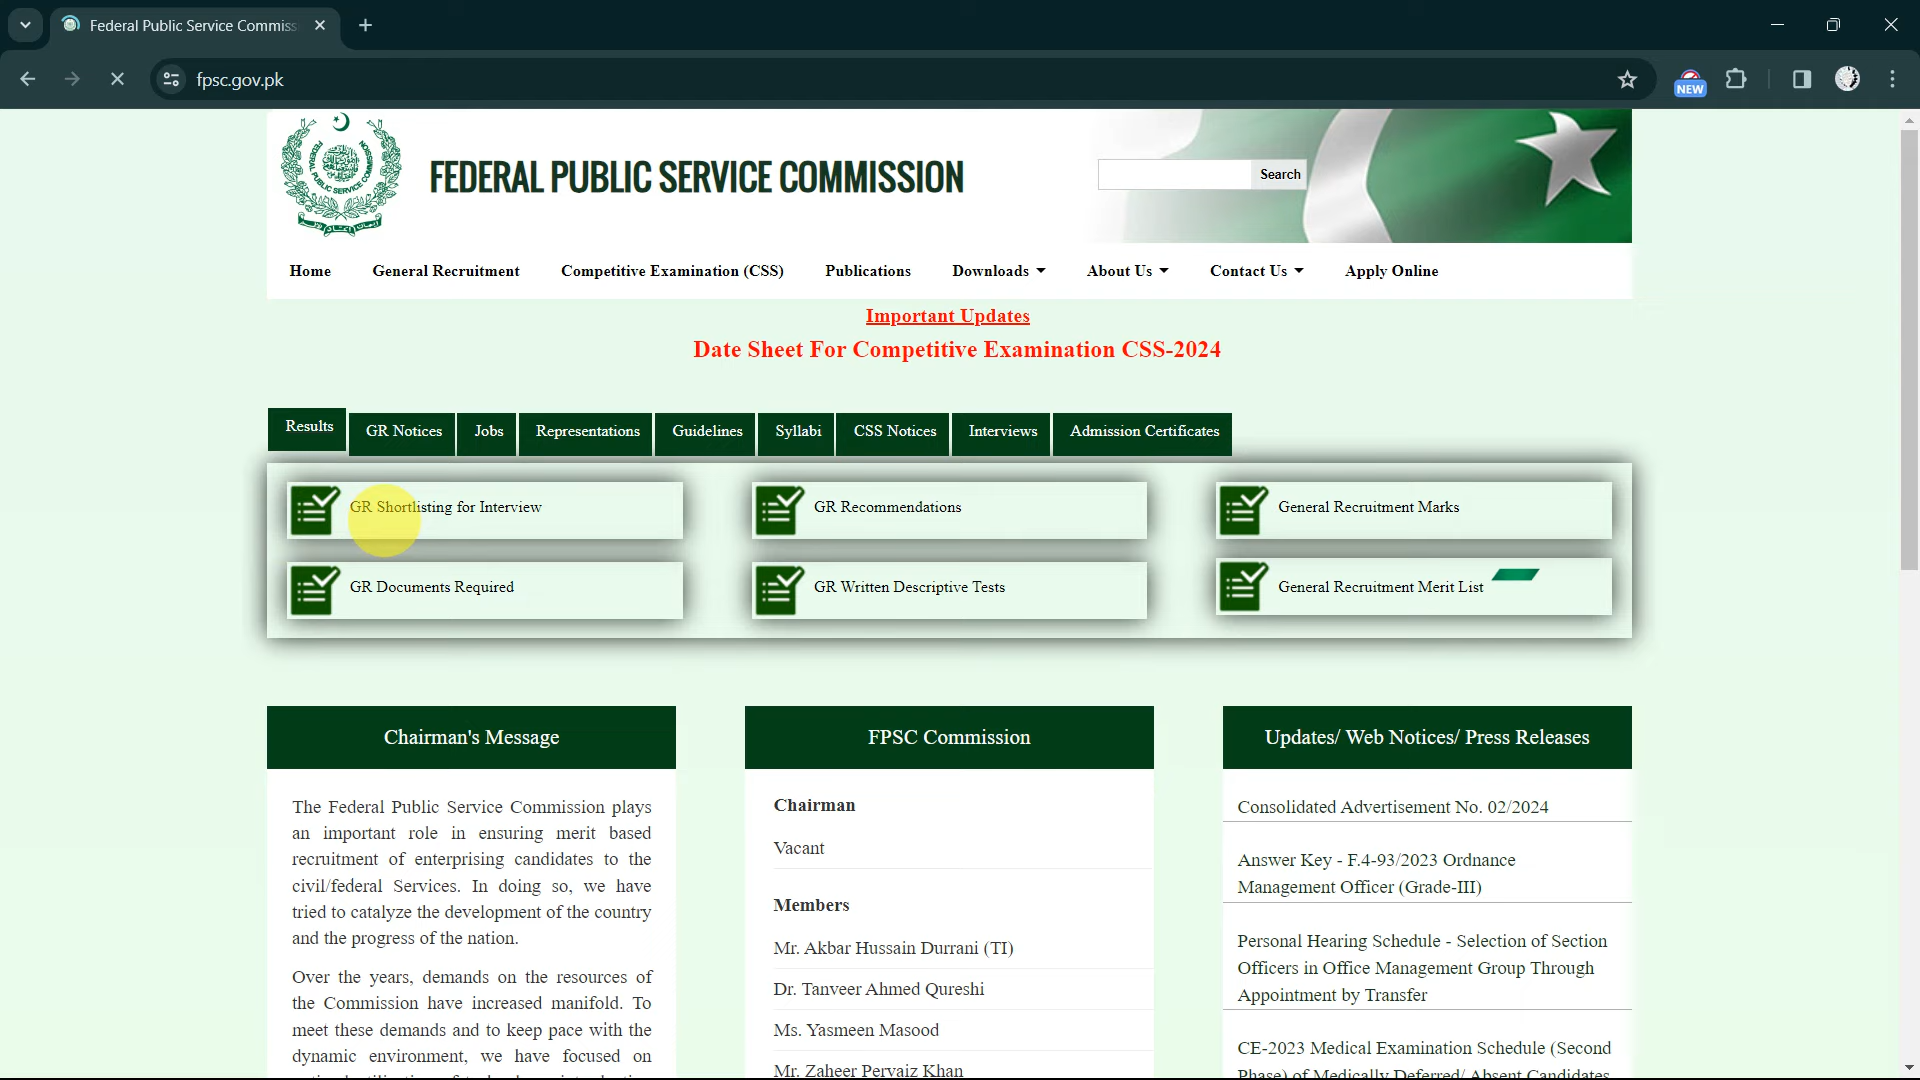 Federal Public Service Commiss
fpsc.gov.pk
NEW
FEDERAL PUBLIC SERVICE COMMISSION
FEDERAL PUBLIC SERVICE COMMISSION
Search
Home General Recruitment Competitive Examination (CSS) Publications Downloads About Us Contact Us Apply Online
Important Updates
Date Sheet For Competitive Examination CSS-2024
Results GR Notices Jobs Representations Guidelines Syllabi CSS Notices Interviews Admission Certificates
GR Shortlisting for Interview GR Recommendations General Recruitment Marks
GR Documents Required GR Written Descriptive Tests General Recruitment Merit List
Chairman's Message
The Federal Public Service Commission plays
an important role in ensuring merit based
recruitment of enterprising candidates to the
civil/federal Services. In doing so, we have
tried to catalyze the development of the country
and the progress of the nation.
Over the years, demands on the resources of
the Commission have increased manifold. To
meet these demands and to keep pace with the
dynamic environment, we have focused on
FPSC Commission
Chairman
Vacant
Members
Mr. Akbar Hussain Durrani (TI)
Dr. Tanveer Ahmed Qureshi
Ms. Yasmeen Masood
Mr. Zaheer Pervaiz Khan
Updates/ Web Notices/ Press Releases
Consolidated Advertisement No. 02/2024
Answer Key - F.4-93/2023 Ordnance
Management Officer (Grade-III)
Personal Hearing Schedule - Selection of Section
Officers in Office Management Group Through
Appointment by Transfer
CE-2023 Medical Examination Schedule (Second
Phase) of Medically Deferred/ Absent Candidates